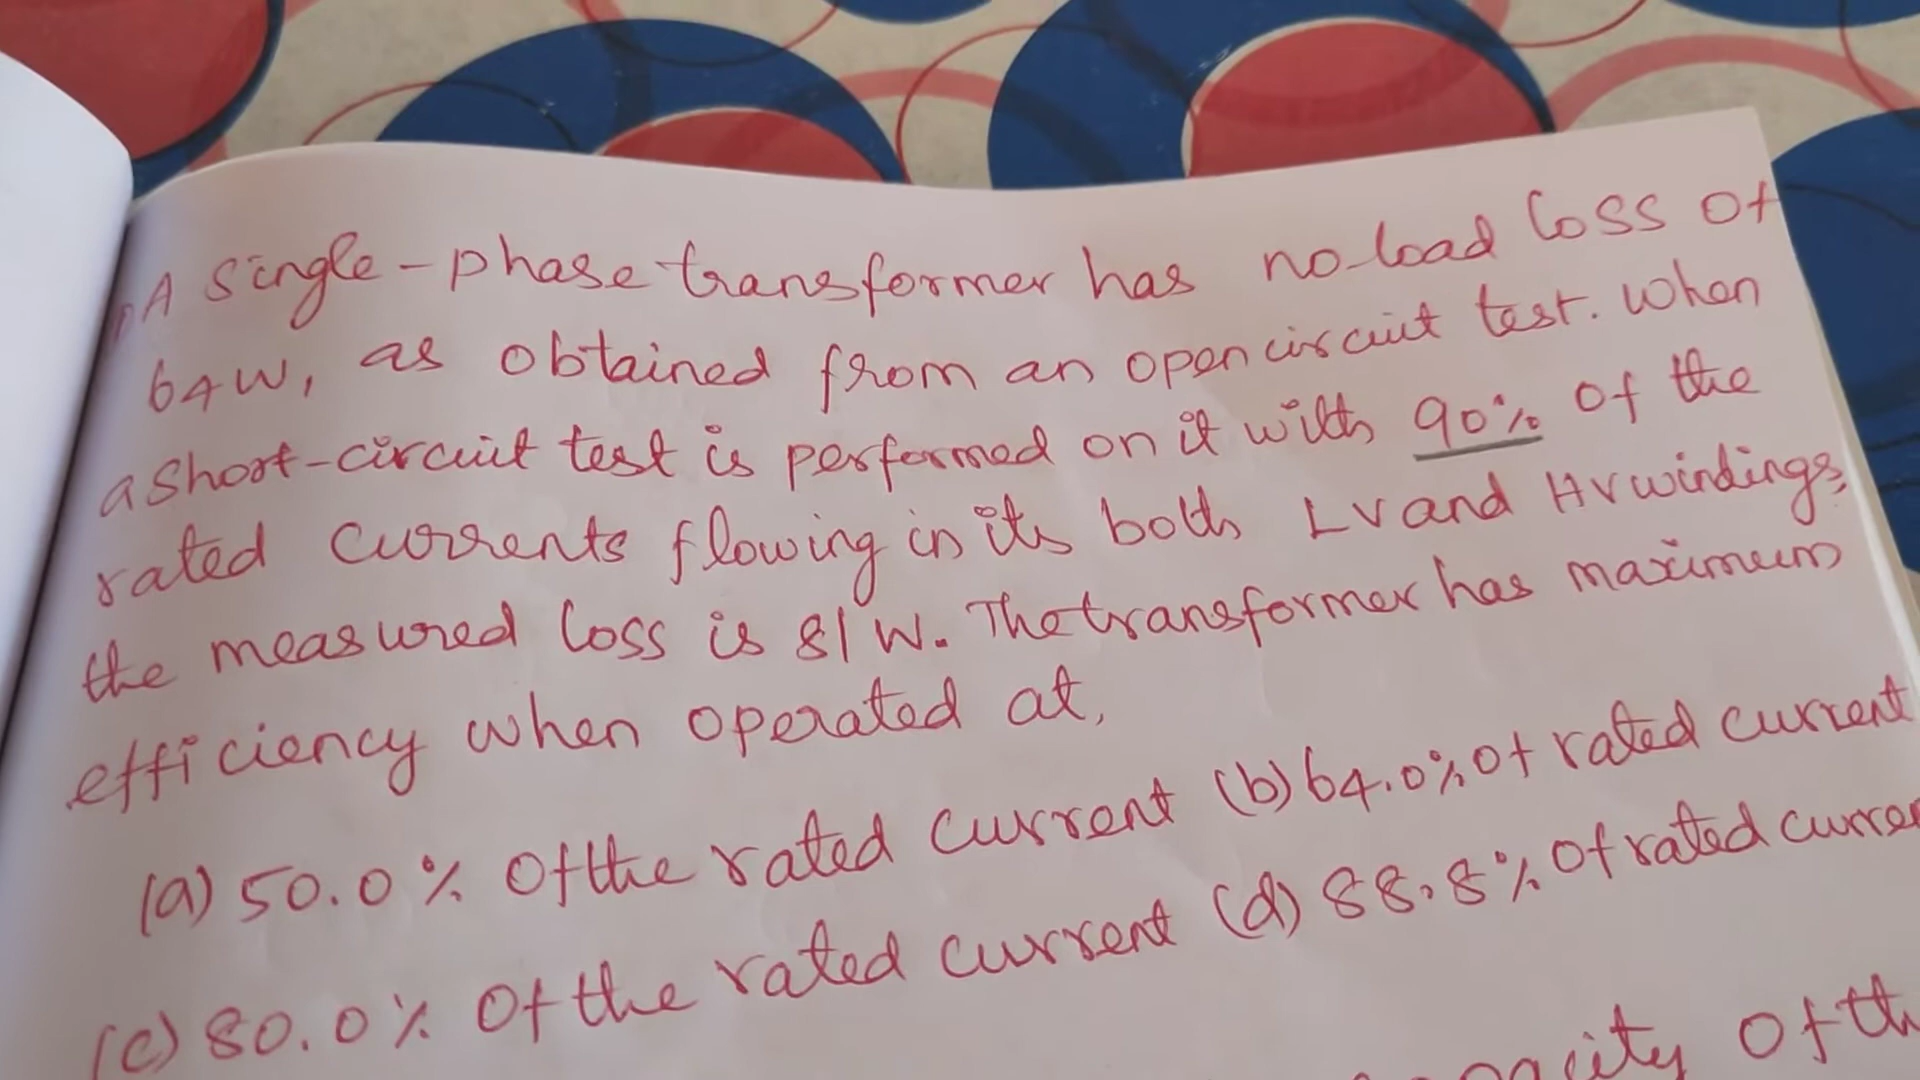 A Single-phase transformer has no-load loss of
64W, as obtained from an open circuit test. When
a short-circuit test is performed on it with 90% of the
rated currents flowing in its both LV and HV windings,
the measured loss is 81W. The transformer has maximum
efficiency when operated at,
(a) 50.0% of the rated current (b) 64.0% of rated current
(c) 80.0% of the rated current (d) 88.8% of rated
of